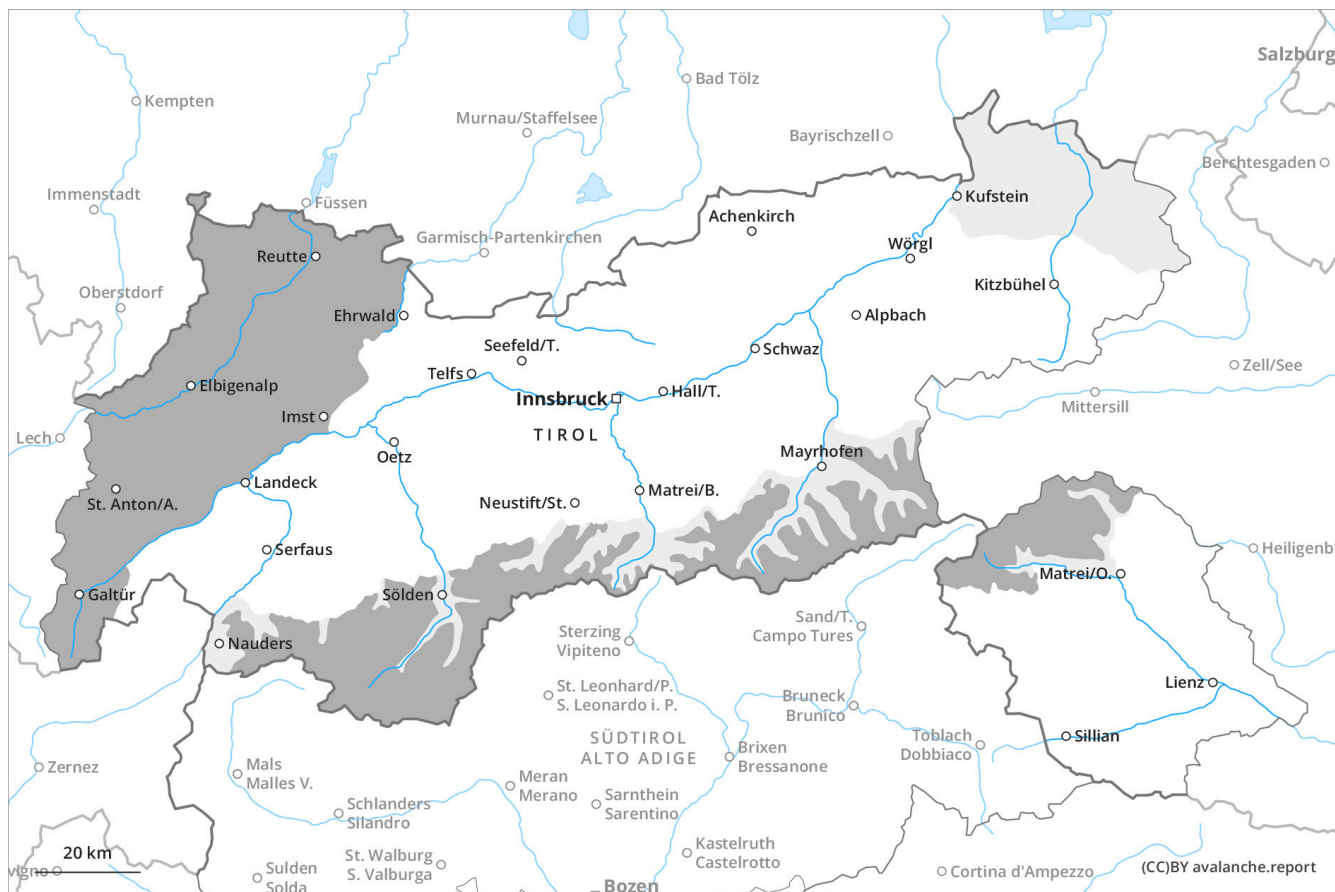 Salzburg
Bad Tölz
Kempten
Murnau/Staffelsee
Bayrischzell
Berchtesgaden
Immenstadt
Füssen
Kufstein
Achenkirch
Garmisch-Partenkirchen
Wörgl
Reutte
Kitzbühel
Oberstdorf
Ehrwald
Alpbach
Seefeld/T.
Schwaz
Zell/See
Telfs
Elbigenalp
Hall/T.
Innsbruck
Mittersill
Imst
TIROL
Lech
Oetz
Mayrhofen
Landeck
Matrei/B.
St. Anton/A.
Neustift/St.
Serfaus
Heiligenb
Matrei/O.
Galtür
Sölden
Sand/T.
Campo Tures
Sterzing
Vipiteno
Nauders
Lienz
St. Leonhard/P.
S. Leonardo i. P.
Bruneck
Brunico
Sillian
Toblach
Dobbiaco
SÜDTIROL
ALTO ADIGE
Brixen
Bressanone
Zernez
Mals
Malles V.
Meran
Merano
Schlanders
Silandro
Sarnthein
Sarentino
Kastelruth
Castelrotto
20 km
St. Walburg
S. Valburga
vigno
Sulden
Solda
Cortina d'Ampezzo
(CC)BY avalanche.report
Bozen